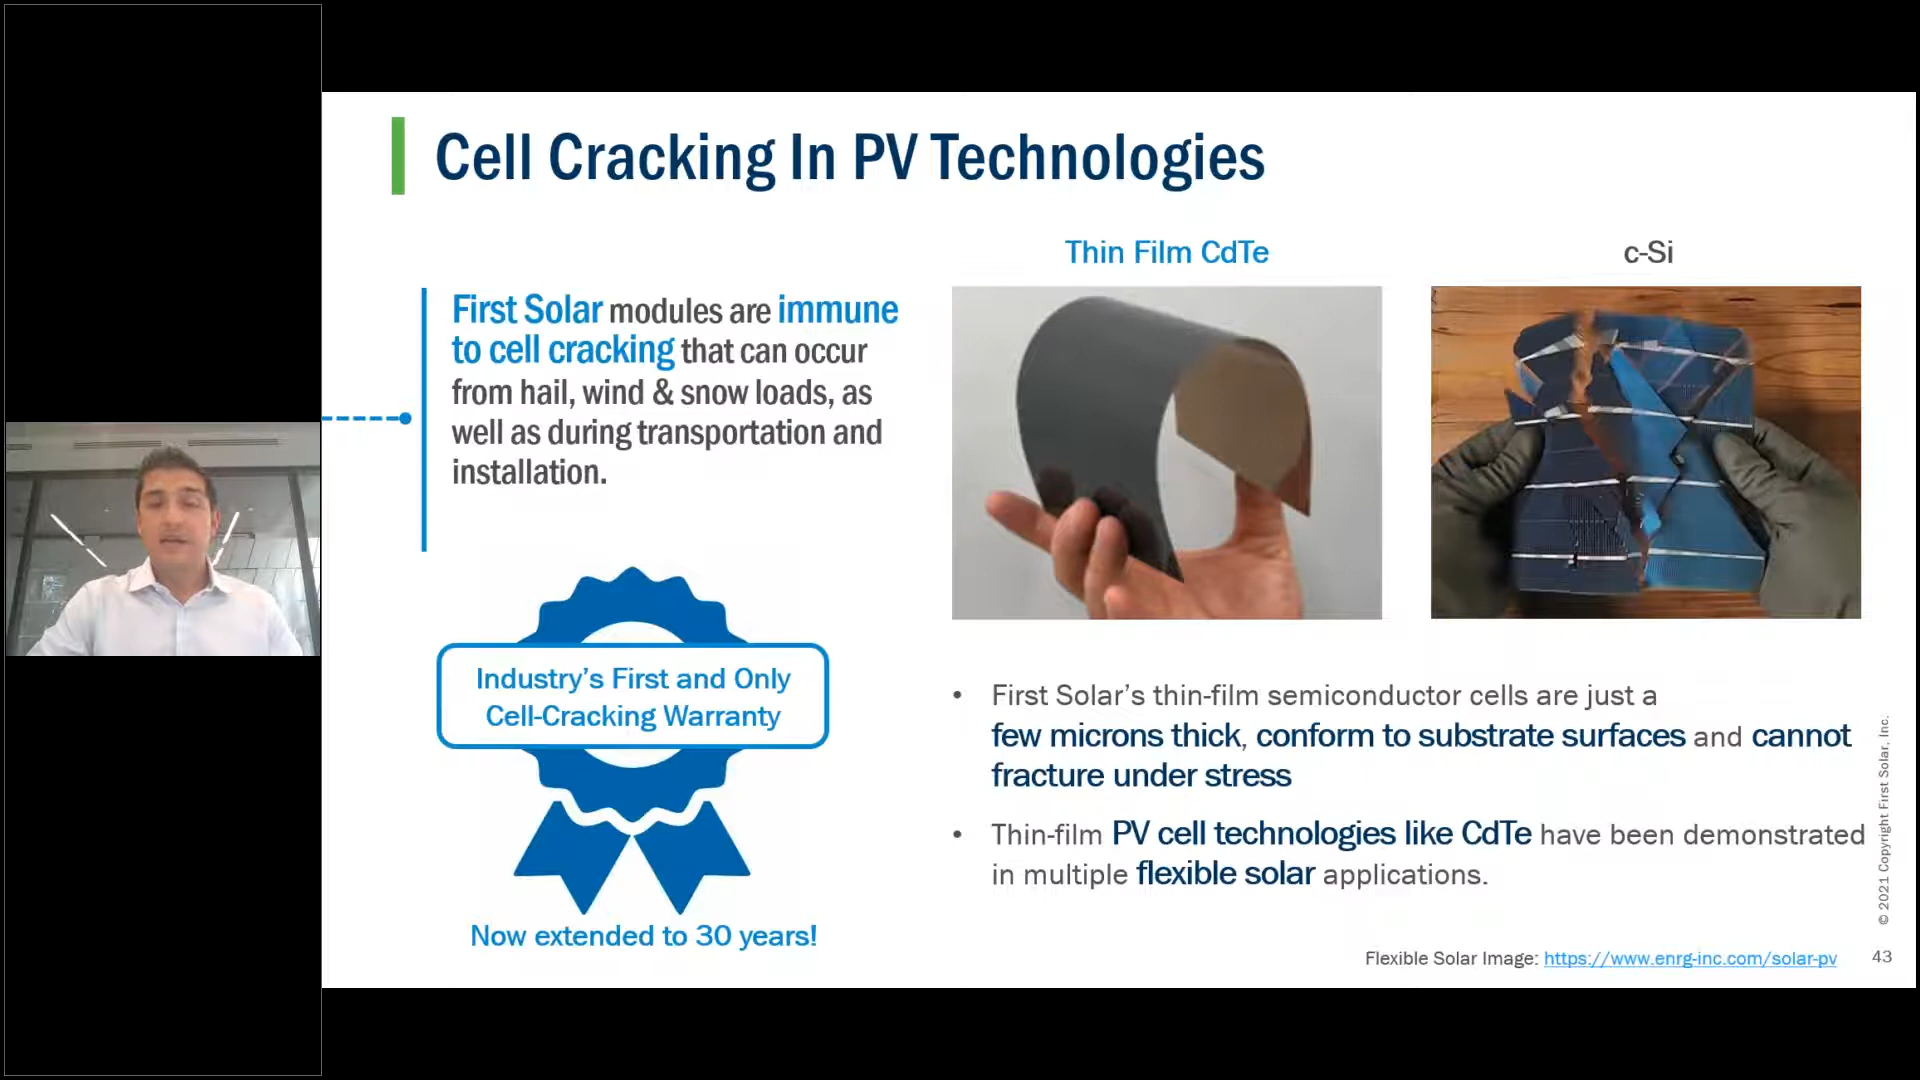 Cell Cracking In PV Technologies
First Solar modules are immune
to cell cracking that can occur
from hail, wind & snow loads, as
well as during transportation and
installation.
Industry’s First and Only
Cell-Cracking Warranty
Now extended to 30 years!
Thin Film CdTe
c-Si
• First Solar’s thin-film semiconductor cells are just a
few microns thick, conform to substrate surfaces and cannot
fracture under stress
• Thin-film PV cell technologies like CdTe have been demonstrated
in multiple flexible solar applications.
© 2021 Copyright First Solar, Inc.
Flexible Solar Image: https://www.enrg-inc.com/solar-pv
43